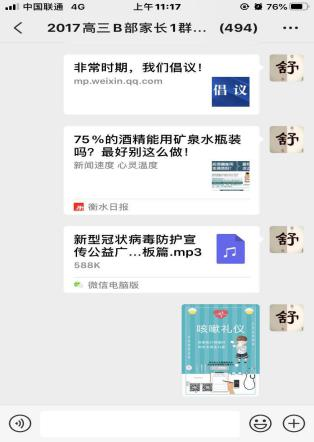 中国联通 4G 上午11:17 76%
2017高三B部家长1群... (494)
非常时期，我们倡议！
mp.weixin.qq.com
倡议
舒
75%的酒精能用矿泉水瓶装
吗？最好别这么做！
新闻速度 心灵温度
衡水日报
舒
新型冠状病毒防护宣
传公益广...板篇.mp3
588K
微信电脑版
舒
咳嗽礼仪
舒